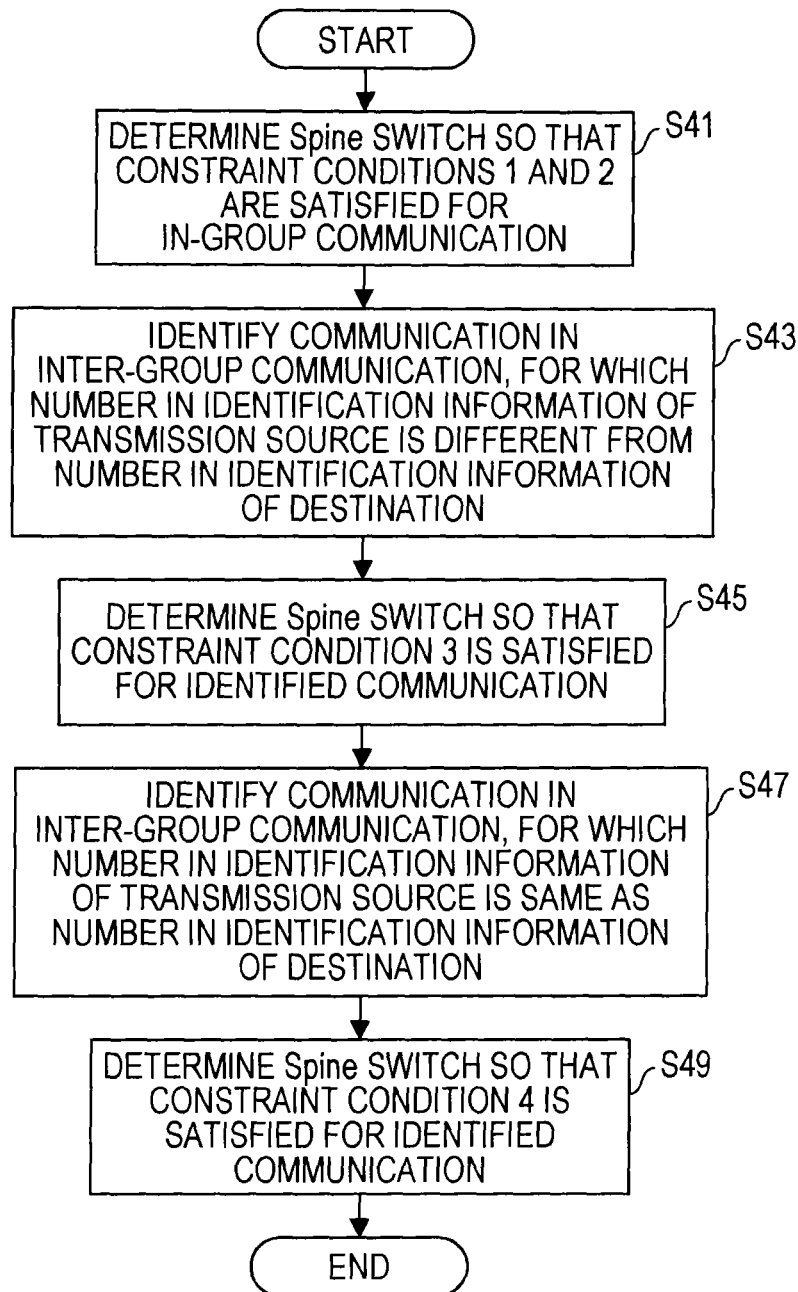 START
DETERMINE Spine SWITCH SO THAT
CONSTRAINT CONDITIONS 1 AND 2
ARE SATISFIED FOR
IN-GROUP COMMUNICATION
S41
IDENTIFY COMMUNICATION IN
INTER-GROUP COMMUNICATION, FOR WHICH
NUMBER IN IDENTIFICATION INFORMATION OF
TRANSMISSION SOURCE IS DIFFERENT FROM
NUMBER IN IDENTIFICATION INFORMATION
OF DESTINATION
S43
DETERMINE Spine SWITCH SO THAT
CONSTRAINT CONDITION 3 IS SATISFIED
FOR IDENTIFIED COMMUNICATION
S45
IDENTIFY COMMUNICATION IN
INTER-GROUP COMMUNICATION, FOR WHICH
NUMBER IN IDENTIFICATION INFORMATION
OF TRANSMISSION SOURCE IS SAME AS
NUMBER IN IDENTIFICATION INFORMATION
OF DESTINATION
S47
DETERMINE Spine SWITCH SO THAT
CONSTRAINT CONDITION 4 IS
SATISFIED FOR IDENTIFIED
COMMUNICATION
S49
END